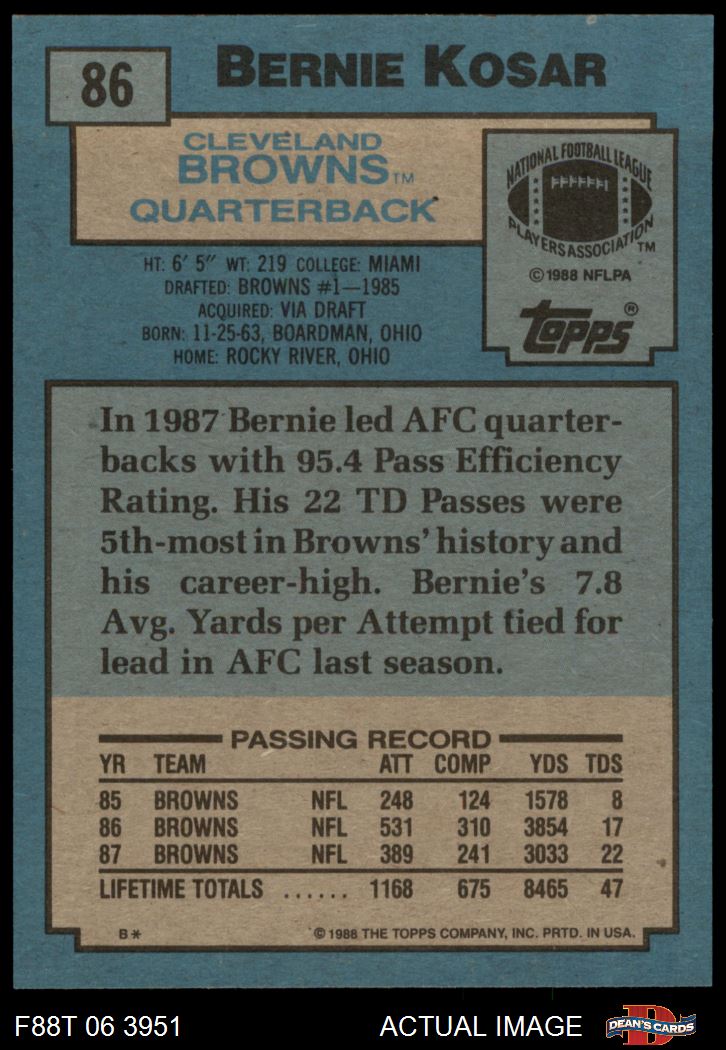 86
BERNIE KOSAR
CLEVELAND
BROWNS™
QUARTERBACK
NATIONAL FOOTBALL LEAGUE
PLAYERS ASSOCIATION™
©1988 NFLPA
topps®
HT: 6' 5" WT: 219 COLLEGE: MIAMI
DRAFTED: BROWNS #1—1985
ACQUIRED: VIA DRAFT
BORN: 11-25-63, BOARDMAN, OHIO
HOME: ROCKY RIVER, OHIO
In 1987 Bernie led AFC quarter-
backs with 95.4 Pass Efficiency
Rating. His 22 TD Passes were
5th-most in Browns' history and
his career-high. Bernie's 7.8
Avg. Yards per Attempt tied for
lead in AFC last season.
PASSING RECORD
YR TEAM ATT COMP YDS TDS
85 BROWNS NFL 248 124 1578 8
86 BROWNS NFL 531 310 3854 17
87 BROWNS NFL 389 241 3033 22
LIFETIME TOTALS ...... 1168 675 8465 47
B* ©1988 THE TOPPS COMPANY, INC. PRTD. IN USA.
F88T 06 3951 ACTUAL IMAGE D DEAN'S CARDS